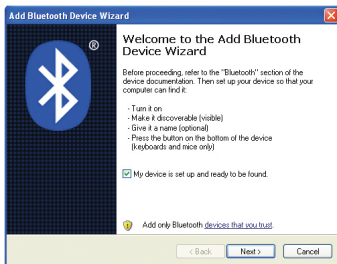 Add Bluetooth Device Wizard
®
Welcome to the Add Bluetooth
Device Wizard
Before proceeding, refer to the "Bluetooth" section of the
device documentation. Then set up your device so that your
computer can find it:
- Turn it on
- Make it discoverable (visible)
- Give it a name (optional)
- Press the button on the bottom of the device
(keyboards and mice only)
My device is set up and ready to be found.
Add only Bluetooth devices that you trust.
< Back Next > Cancel